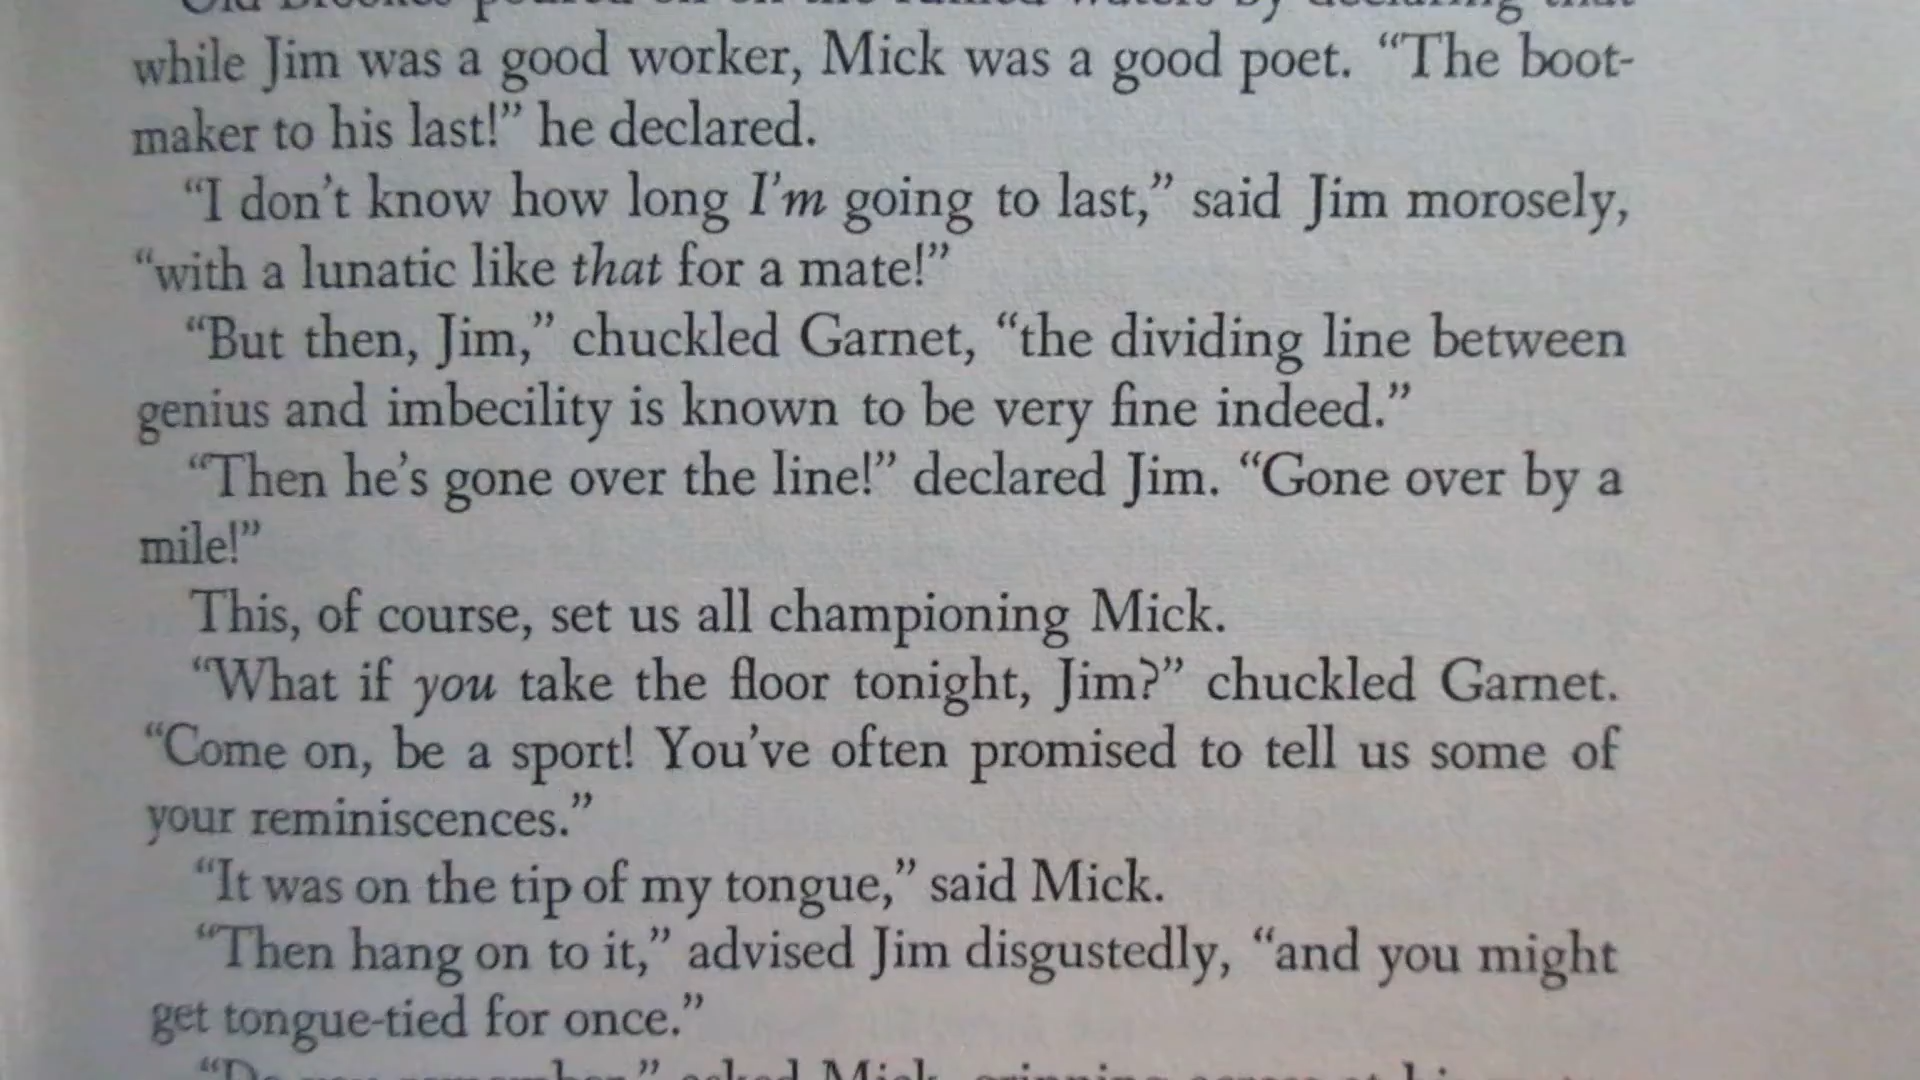 while Jim was a good worker, Mick was a good poet. “The boot-
maker to his last!” he declared.
“I don’t know how long I’m going to last,” said Jim morosely,
“with a lunatic like that for a mate!”
“But then, Jim,” chuckled Garnet, “the dividing line between
genius and imbecility is known to be very fine indeed.”
“Then he’s gone over the line!” declared Jim. “Gone over by a
mile!”
This, of course, set us all championing Mick.
“What if you take the floor tonight, Jim?” chuckled Garnet.
“Come on, be a sport! You’ve often promised to tell us some of
your reminiscences.”
“It was on the tip of my tongue,” said Mick.
“Then hang on to it,” advised Jim disgustedly, “and you might
get tongue-tied for once.”